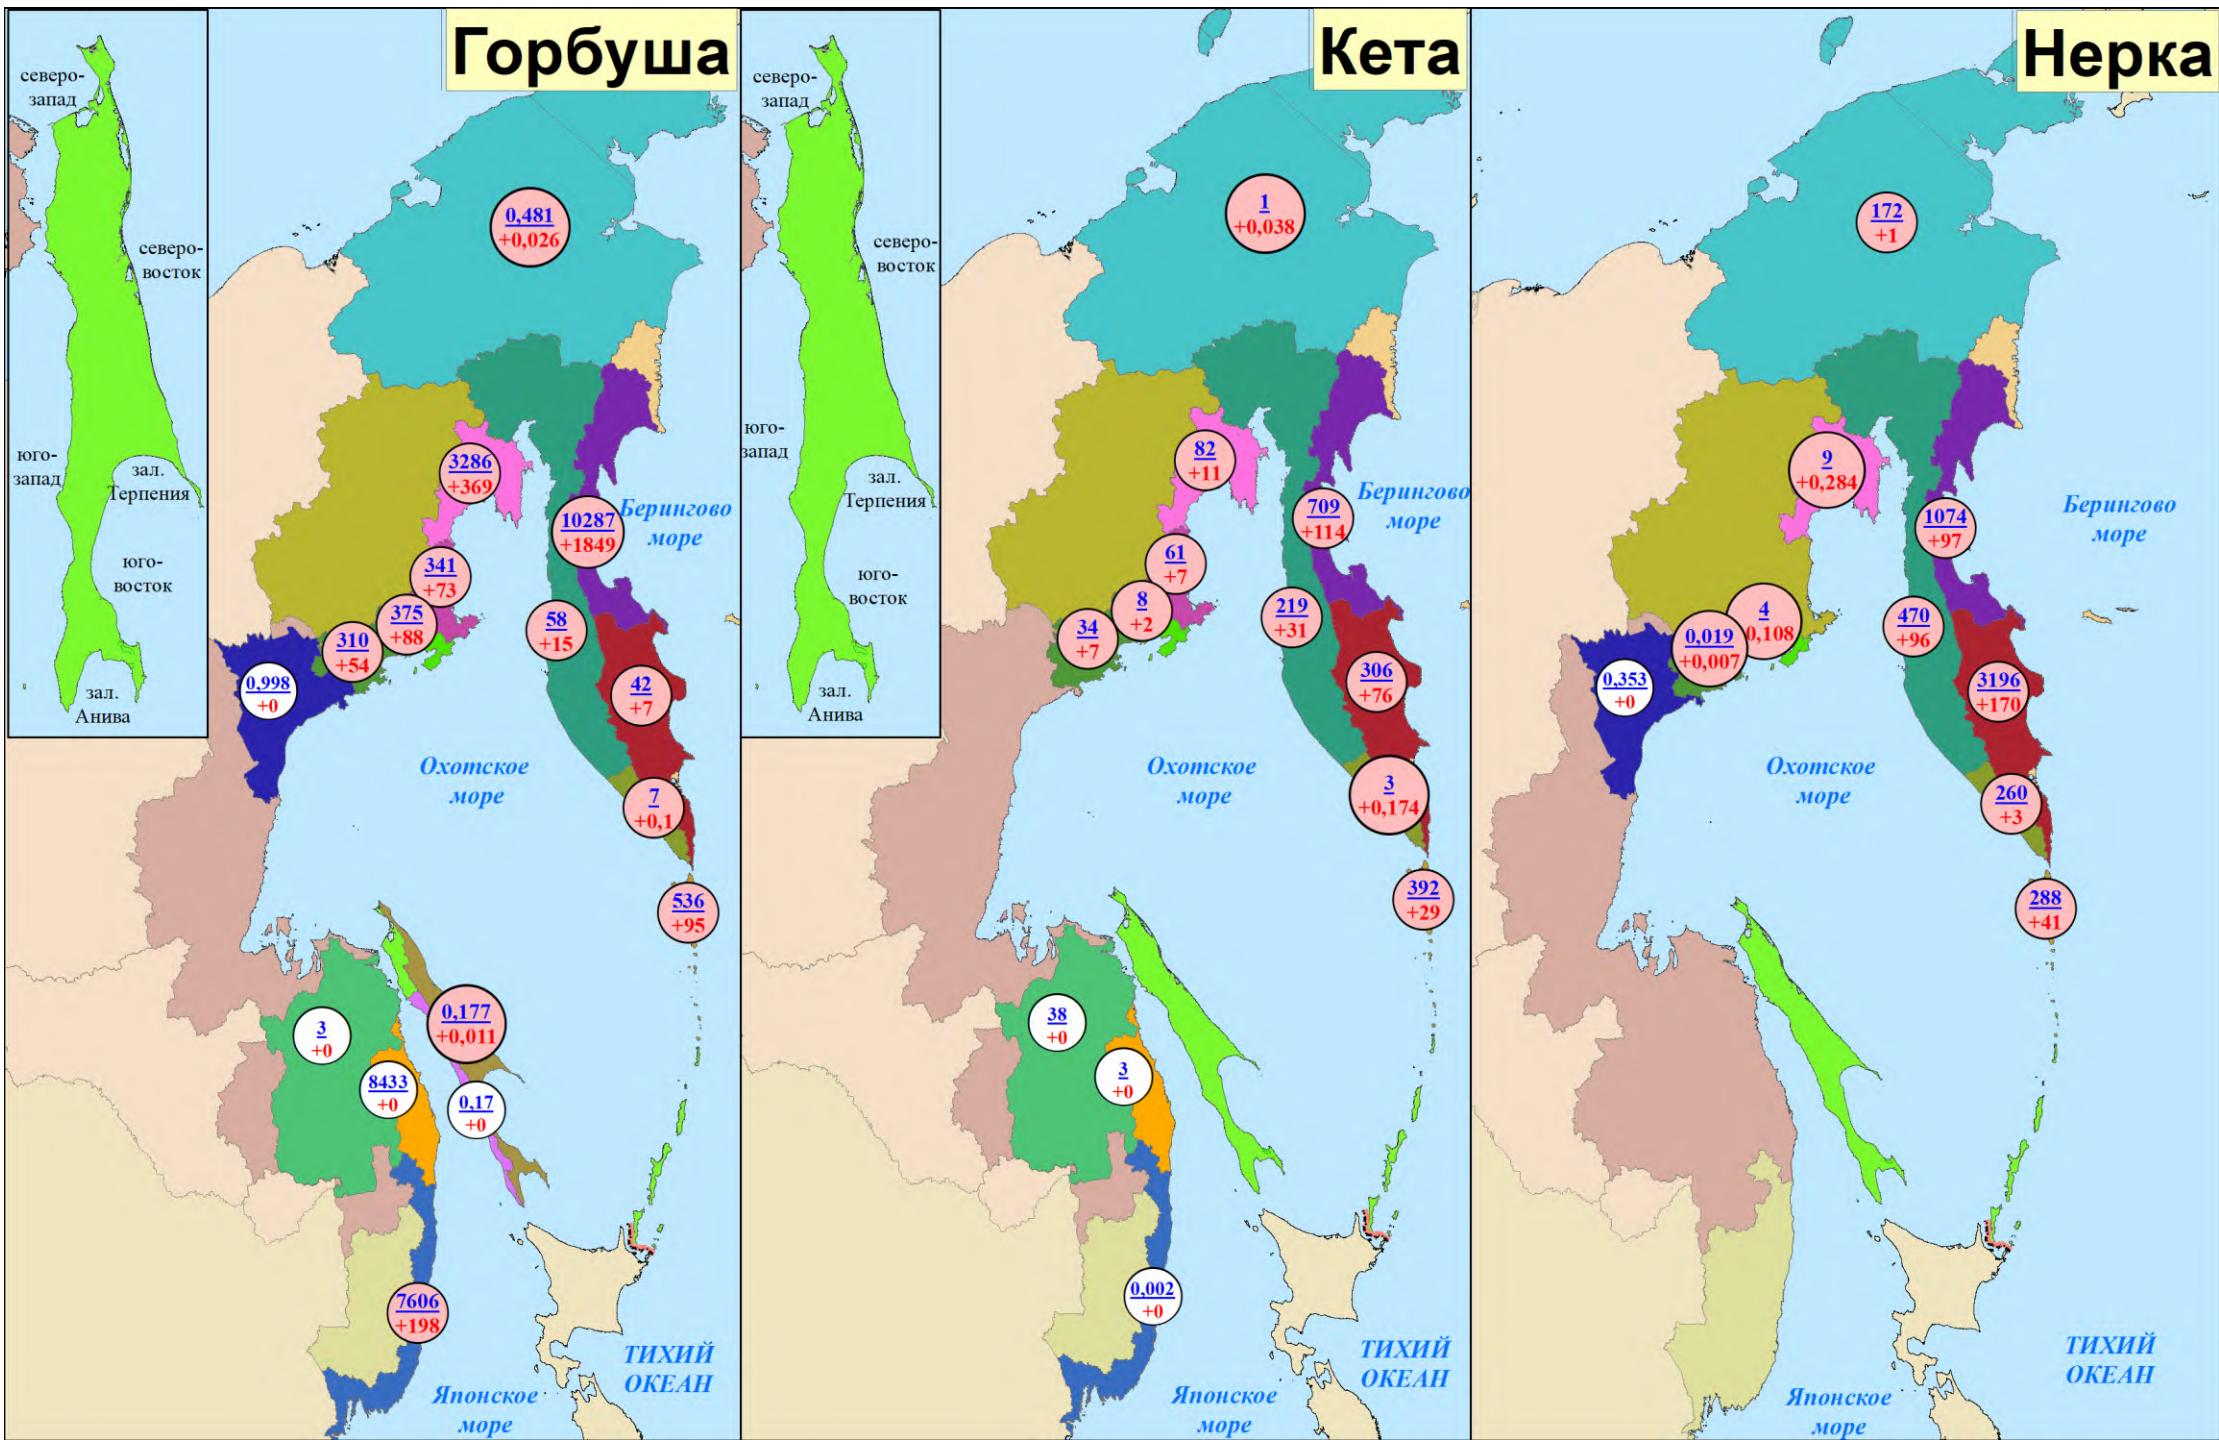 Горбуша
северо-
запад
северо-
восток
юго-
запад
зал.
Терпения
юго-
восток
зал.
Анива
0,481
+0,026
3286
+369
10287
+1849
Берингово
море
341
+73
375
+88
310
+54
58
+15
0,998
+0
42
+7
Охотское
море
7
+0,1
536
+95
0,177
+0,011
3
+0
8433
+0
0,17
+0
7606
+198
ТИХИЙ
ОКЕАН
Японское
море
Кета
северо-
запад
северо-
восток
юго-
запад
зал.
Терпения
юго-
восток
зал.
Анива
1
+0,038
82
+11
709
+114
Берингово
море
61
+7
8
+2
34
+7
219
+31
306
+76
Охотское
море
3
+0,174
392
+29
38
+0
3
+0
0,002
+0
ТИХИЙ
ОКЕАН
Японское
море
Нерка
172
+1
9
+0,284
1074
+97
Берингово
море
4
0,108
0,019
+0,007
470
+96
0,353
+0
3196
+170
Охотское
море
260
+3
288
+41
ТИХИЙ
ОКЕАН
Японское
море